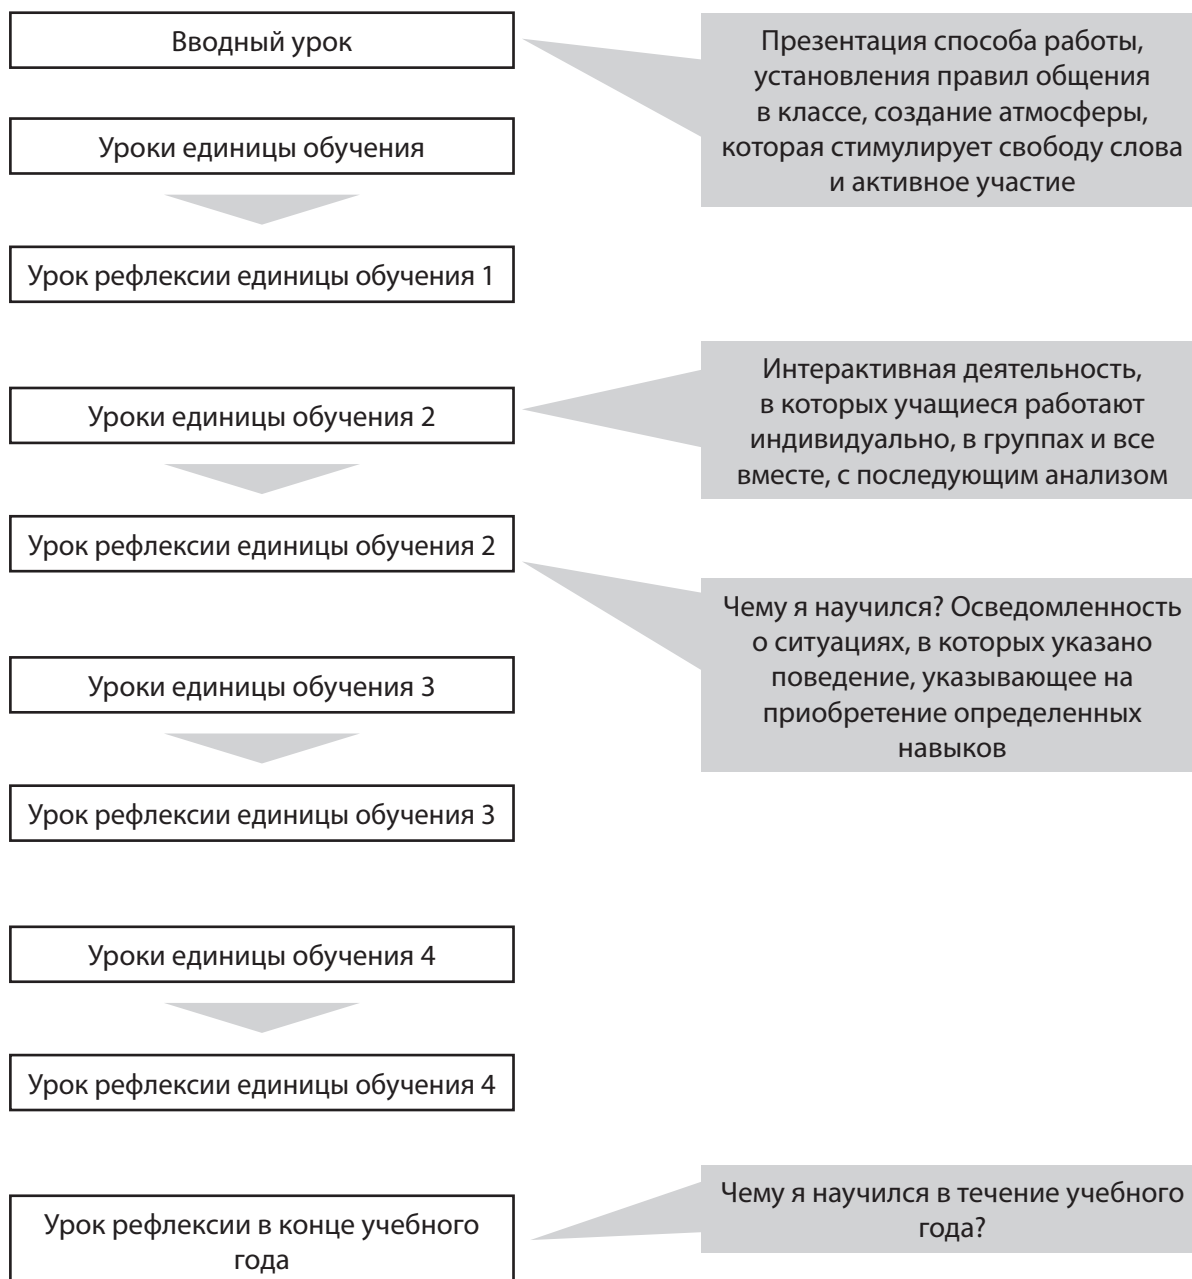 Вводный урок
Презентация способа работы,
установления правил общения
в классе, создание атмосферы,
которая стимулирует свободу слова
и активное участие
Уроки единицы обучения
Урок рефлексии единицы обучения 1
Уроки единицы обучения 2
Интерактивная деятельность,
в которых учащиеся работают
индивидуально, в группах и все
вместе, с последующим анализом
Урок рефлексии единицы обучения 2
Чему я научился? Осведомленность
о ситуациях, в которых указано
поведение, указывающее на
приобретение определенных
навыков
Уроки единицы обучения 3
Урок рефлексии единицы обучения 3
Уроки единицы обучения 4
Урок рефлексии единицы обучения 4
Урок рефлексии в конце учебного
года
Чему я научился в течение учебного
года?